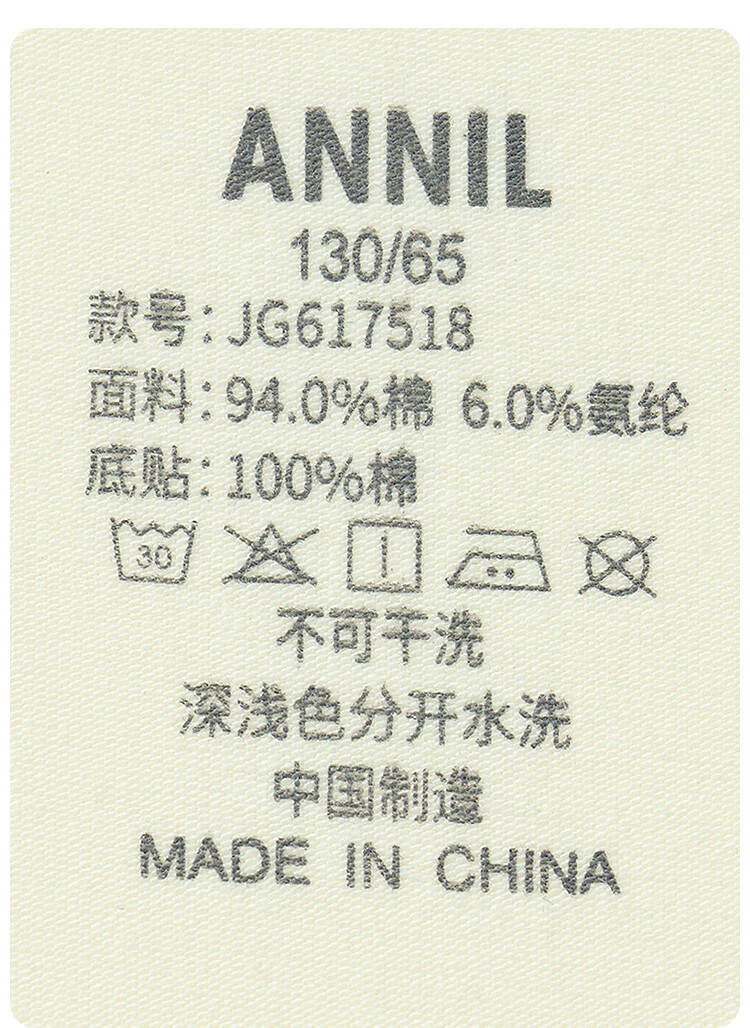 ANNIL
130/65
款号：JG617518
面料：94.0%棉 6.0%氨纶
底贴：100%棉
30
不可干洗
深浅色分开水洗
中国制造
MADE IN CHINA